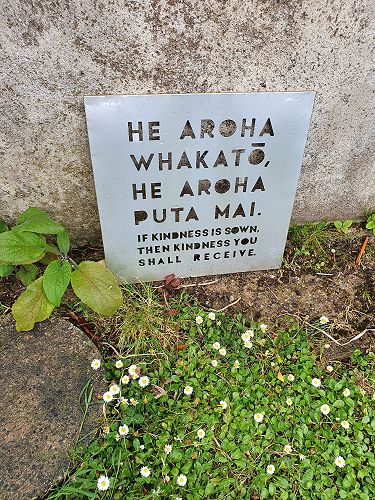 HE AROHA
WHAKATŌ,
HE AROHA
PUTA MAI.
IF KINDNESS IS SOWN,
THEN KINDNESS YOU
SHALL RECEIVE.